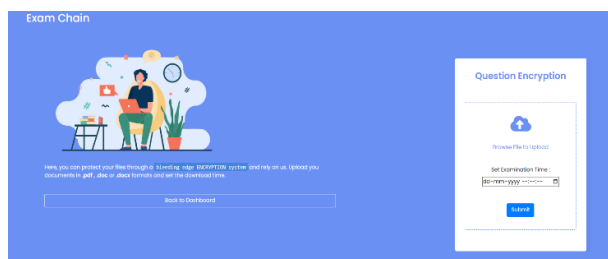 Exam Chain
Here, you can protect your files through a bleeding edge ENCRYPTION system and rely on us. Upload you
documents in .pdf , .doc or .docx formats and set the download time.
Back to Dashboard
Question Encryption
Browse File to Upload
Set Examination Time :
dd-mm-yyyy --:--:--
Submit